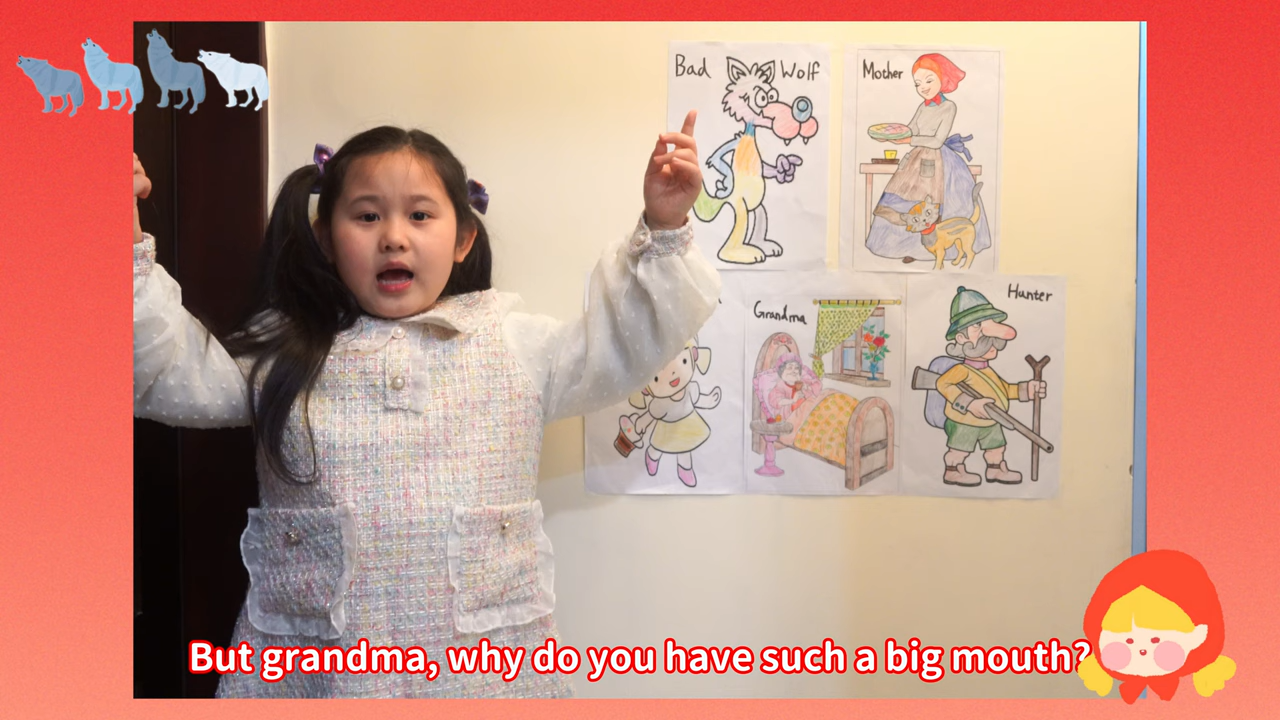 Bad Wolf
Mother
Grandma
Hunter
But grandma, why do you have such a big mouth?